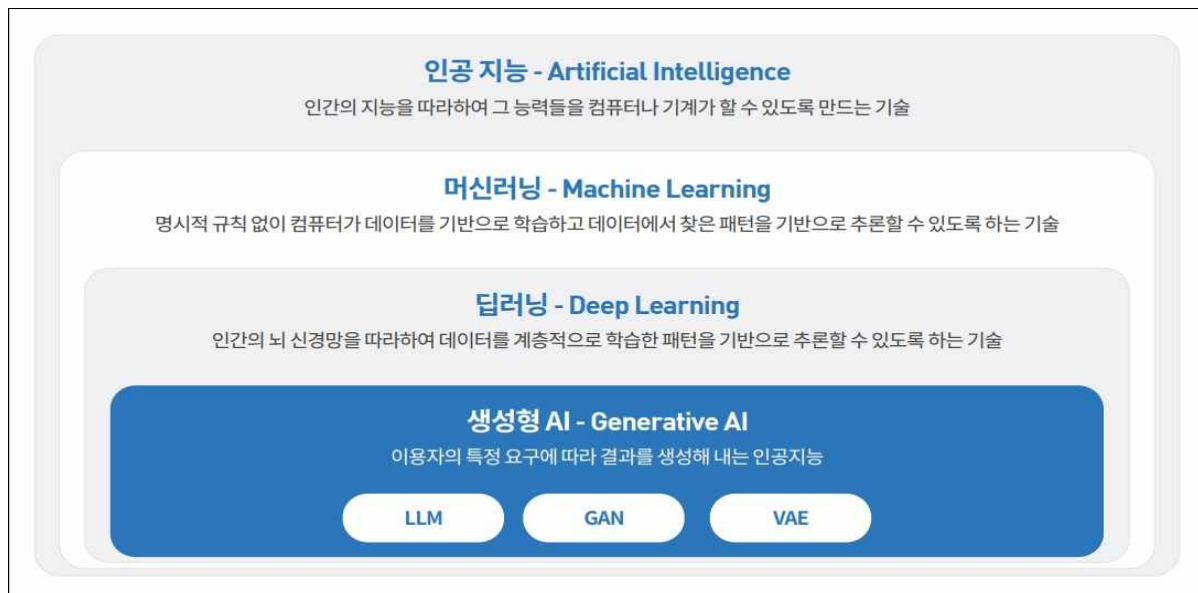 인공 지능 - Artificial Intelligence
인간의 지능을 따라하여 그 능력들을 컴퓨터나 기계가 할 수 있도록 만드는 기술
머신러닝 - Machine Learning
명시적 규칙 없이 컴퓨터가 데이터를 기반으로 학습하고 데이터에서 찾은 패턴을 기반으로 추론할 수 있도록 하는 기술
딥러닝 - Deep Learning
인간의 뇌 신경망을 따라하여 데이터를 계층적으로 학습한 패턴을 기반으로 추론할 수 있도록 하는 기술
생성형 AI - Generative AI
이용자의 특정 요구에 따라 결과를 생성해 내는 인공지능
LLM
GAN
VAE